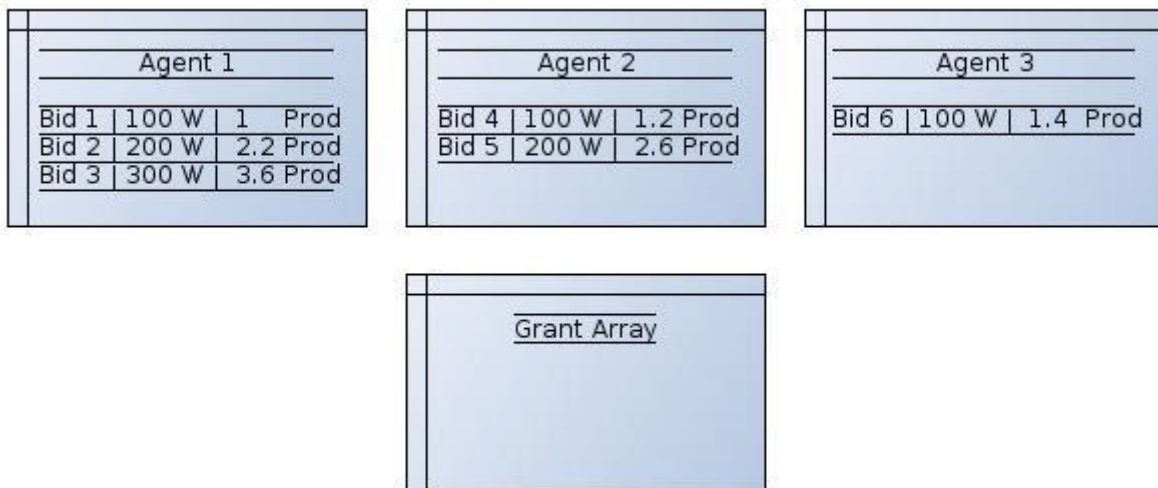 Agent 1
Bid 1 | 100 W | 1 Prod
Bid 2 | 200 W | 2.2 Prod
Bid 3 | 300 W | 3.6 Prod
Agent 2
Bid 4 | 100 W | 1.2 Prod
Bid 5 | 200 W | 2.6 Prod
Agent 3
Bid 6 | 100 W | 1.4 Prod
Grant Array